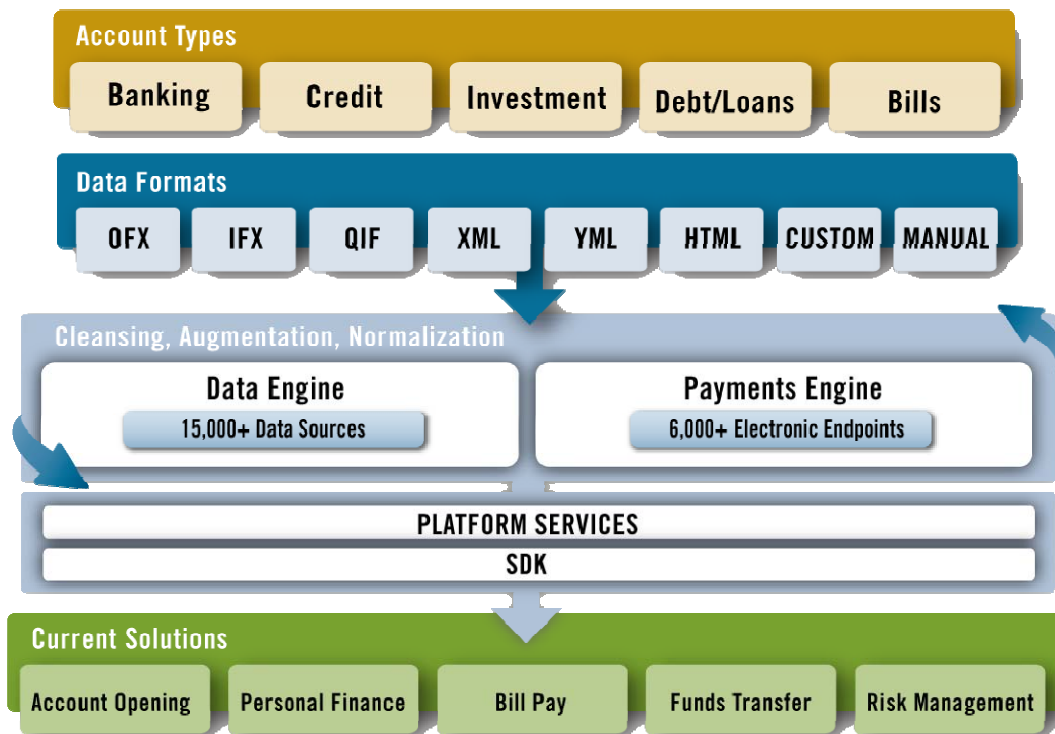 Account Types
Banking
Credit
Investment
Debt/Loans
Bills
Data Formats
OFX
IFX
QIF
XML
YML
HTML
CUSTOM
MANUAL
Cleansing, Augmentation, Normalization
Data Engine
15,000+ Data Sources
Payments Engine
6,000+ Electronic Endpoints
PLATFORM SERVICES
SDK
Current Solutions
Account Opening
Personal Finance
Bill Pay
Funds Transfer
Risk Management